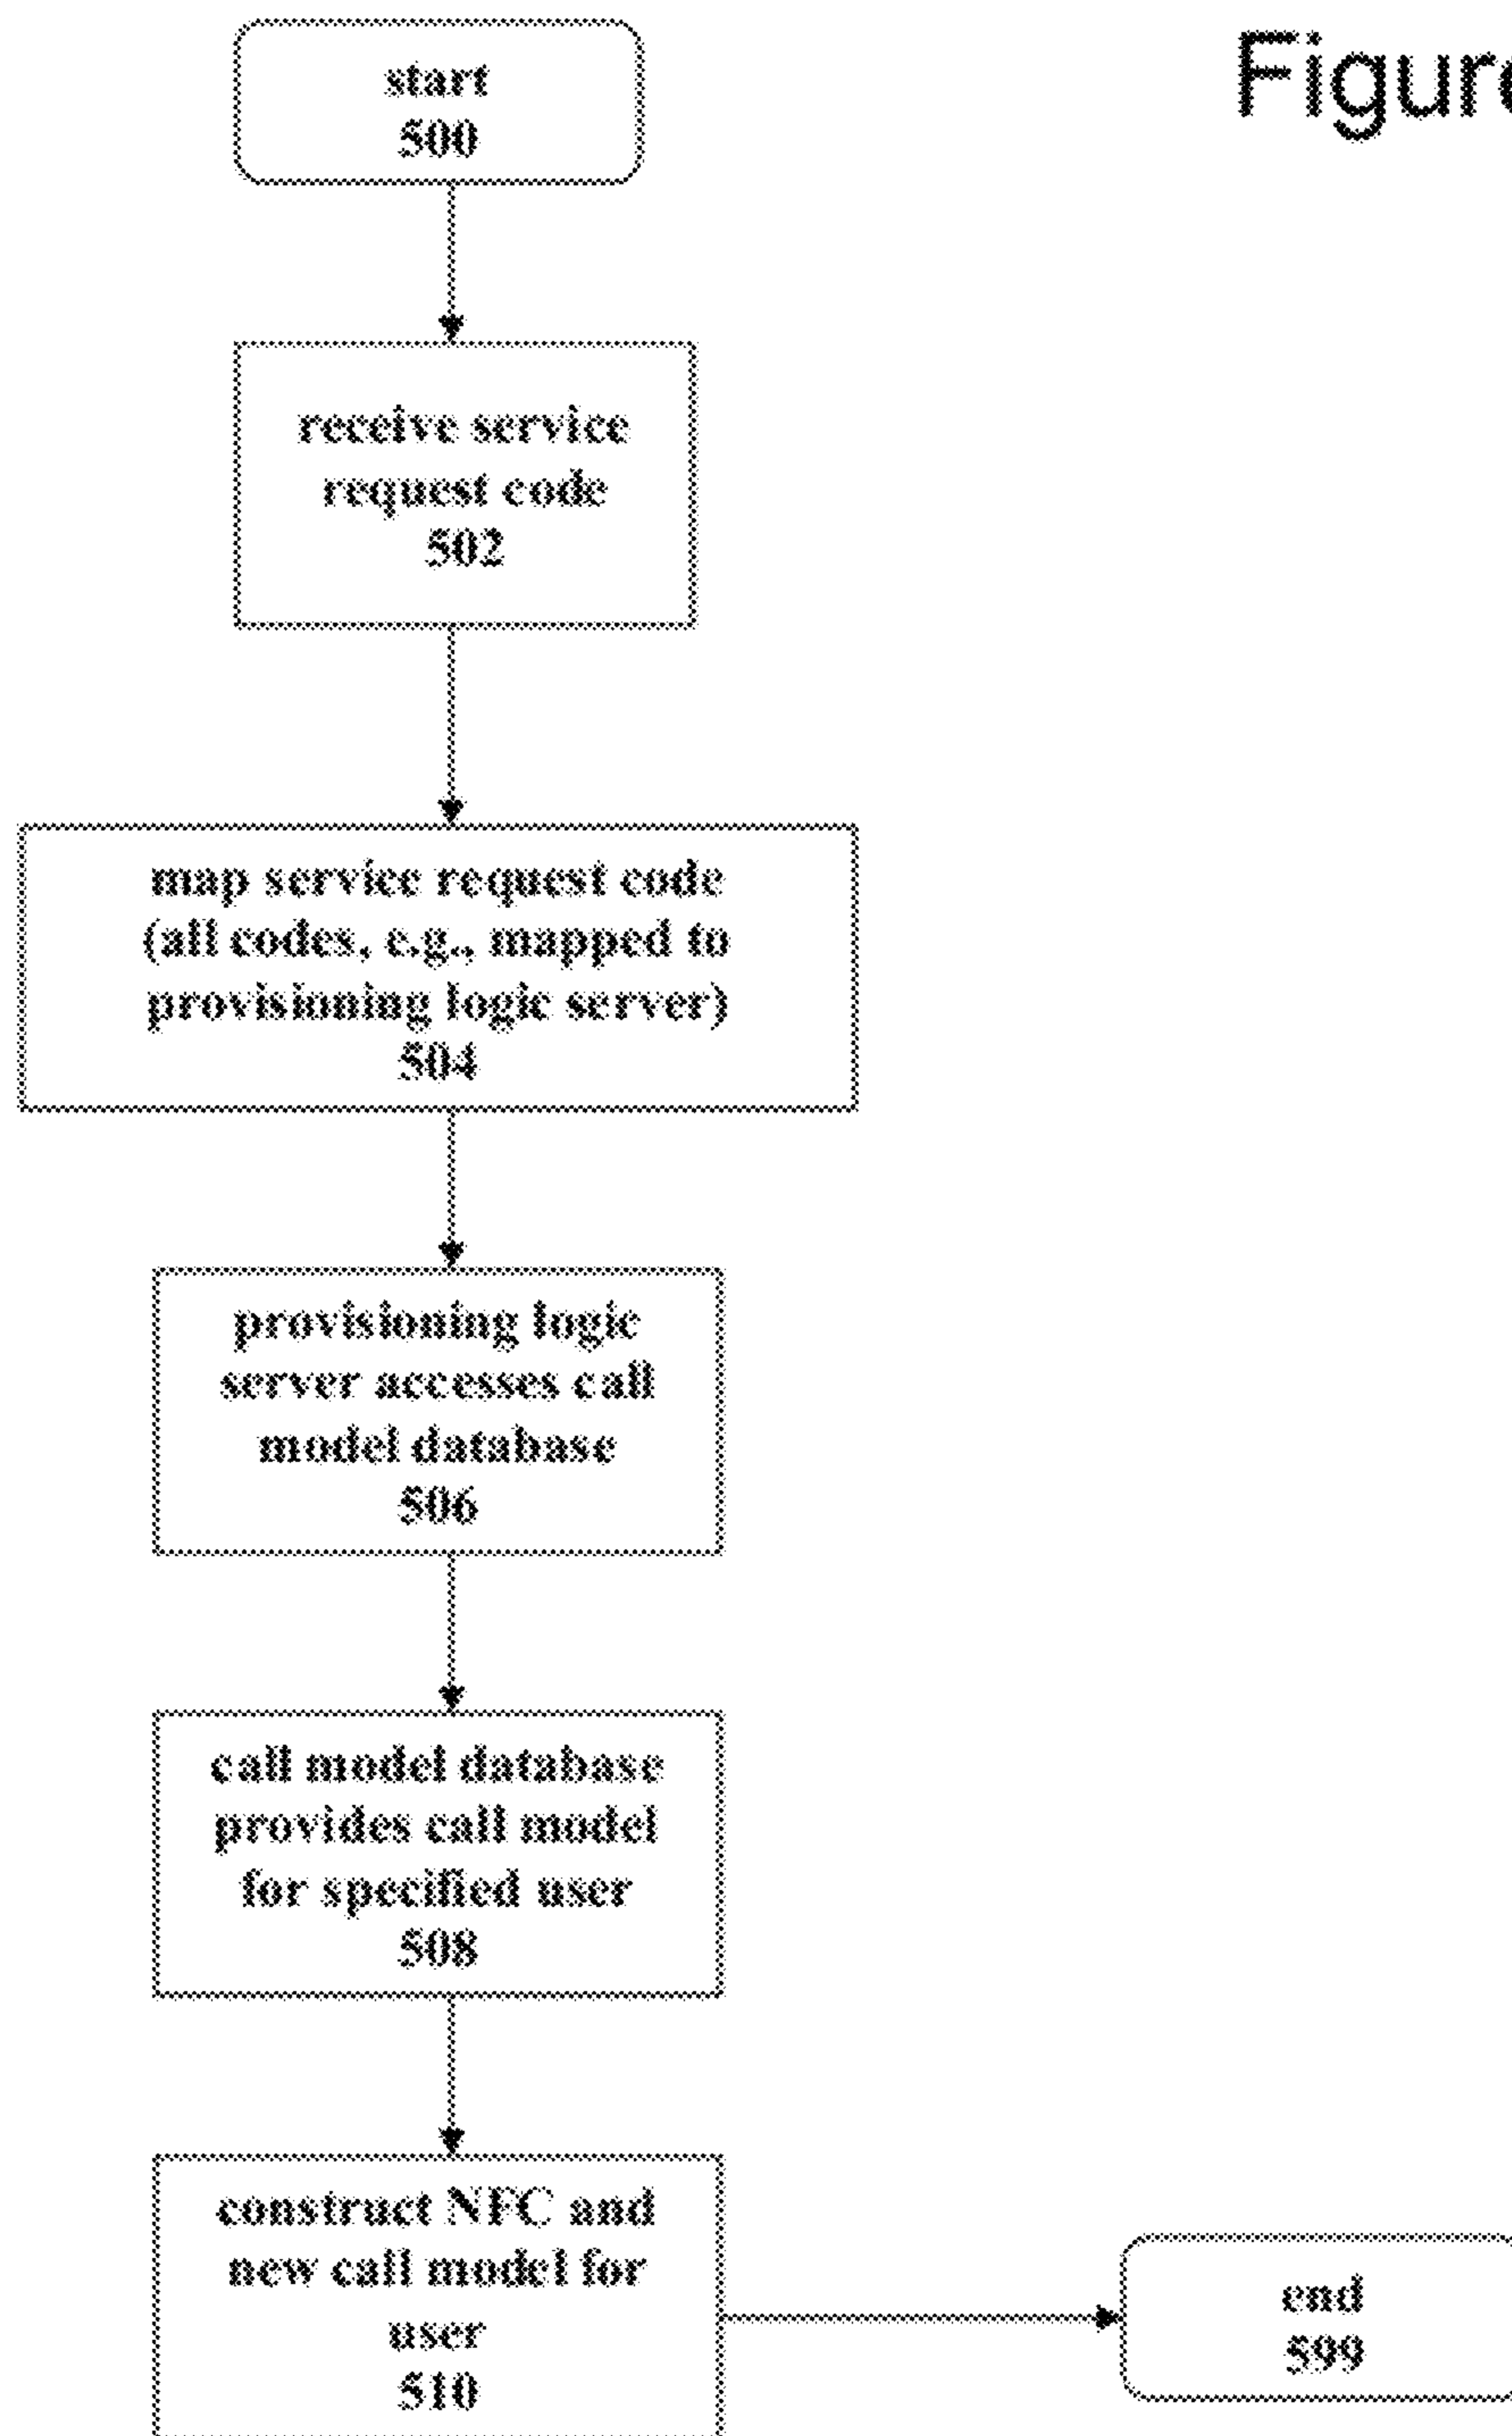 start
500
Figure
receive service
request code
502
map service request code
(all codes, e.g., mapped to
provisioning logic server)
504
provisioning logic
server accesses call
model database
506
call model database
provides call model
for specified user
508
construct NFC and
new call model for
user
510
end
599